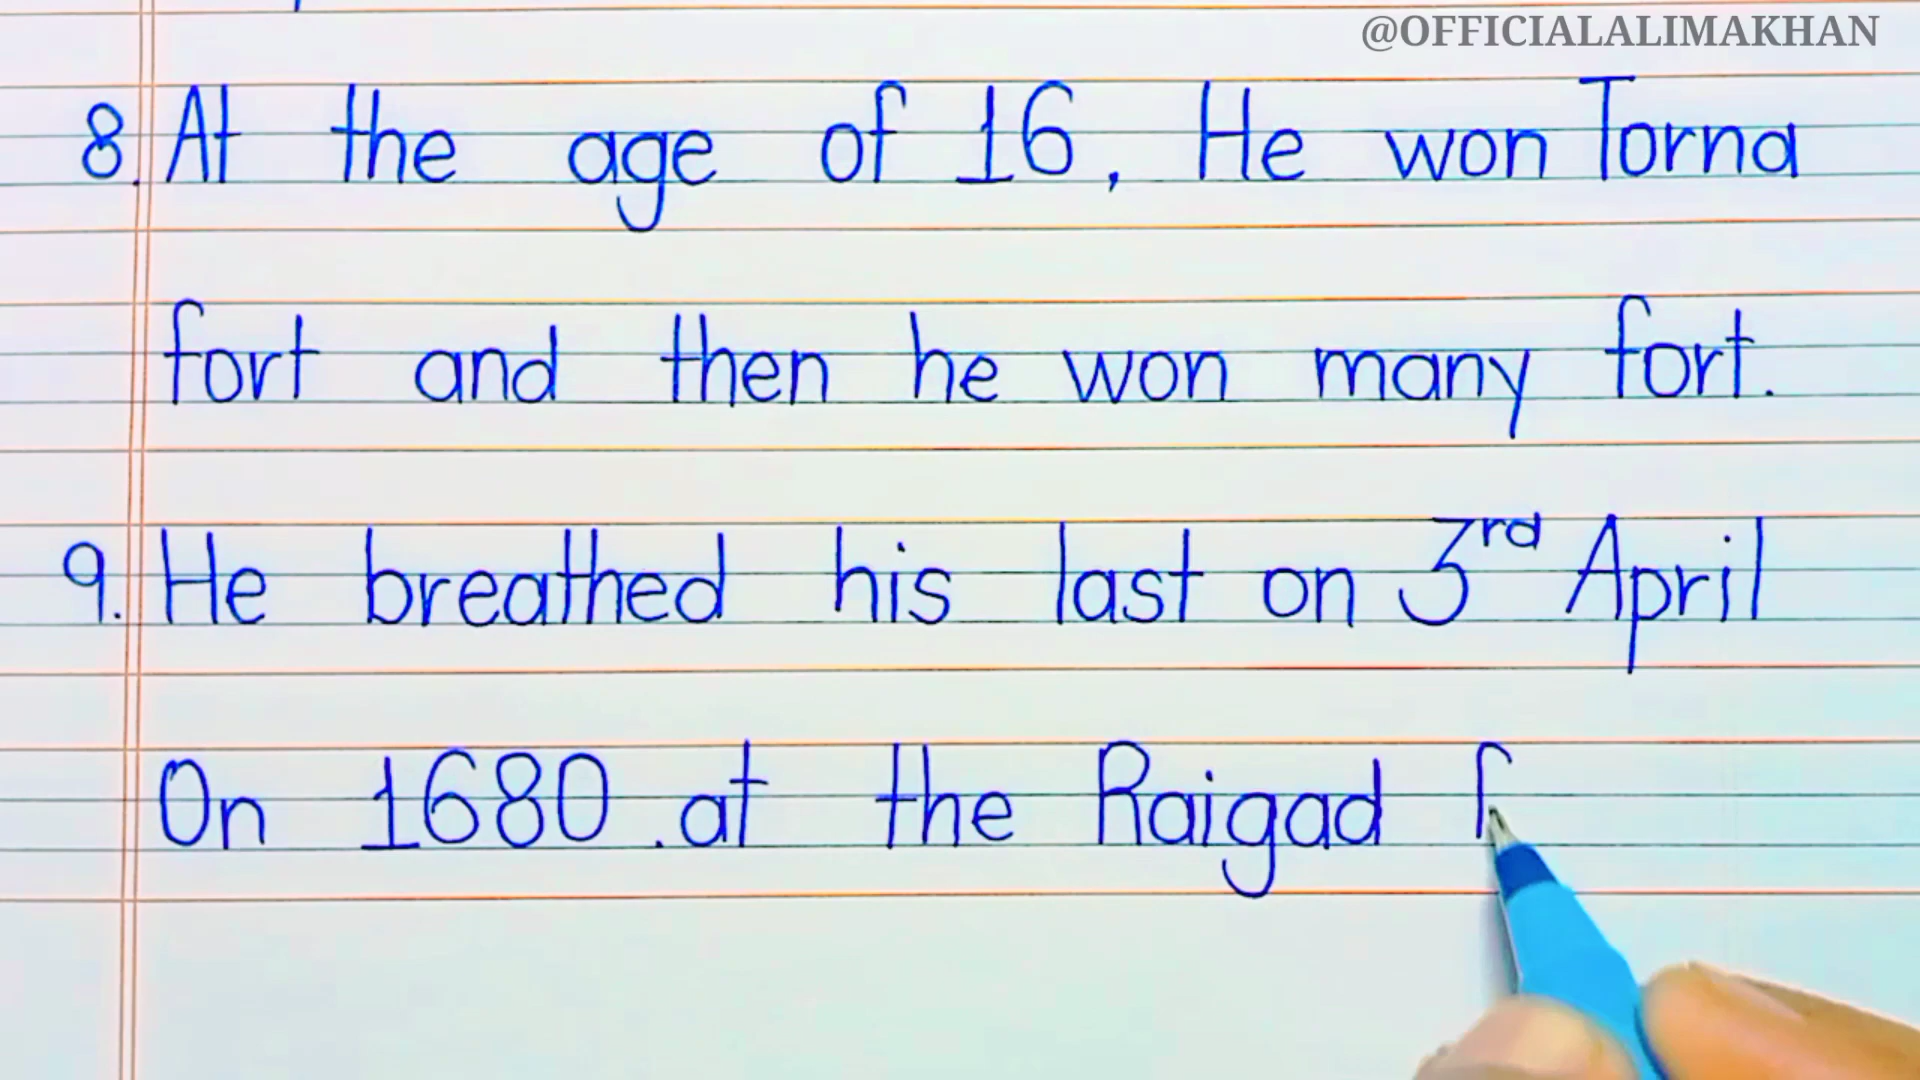 @OFFICIALALIMAKHAN
8. At the age of 16, He won Torna
fort and then he won many fort.
9. He breathed his last on 3rd April
On 1680 .at the Raigad f